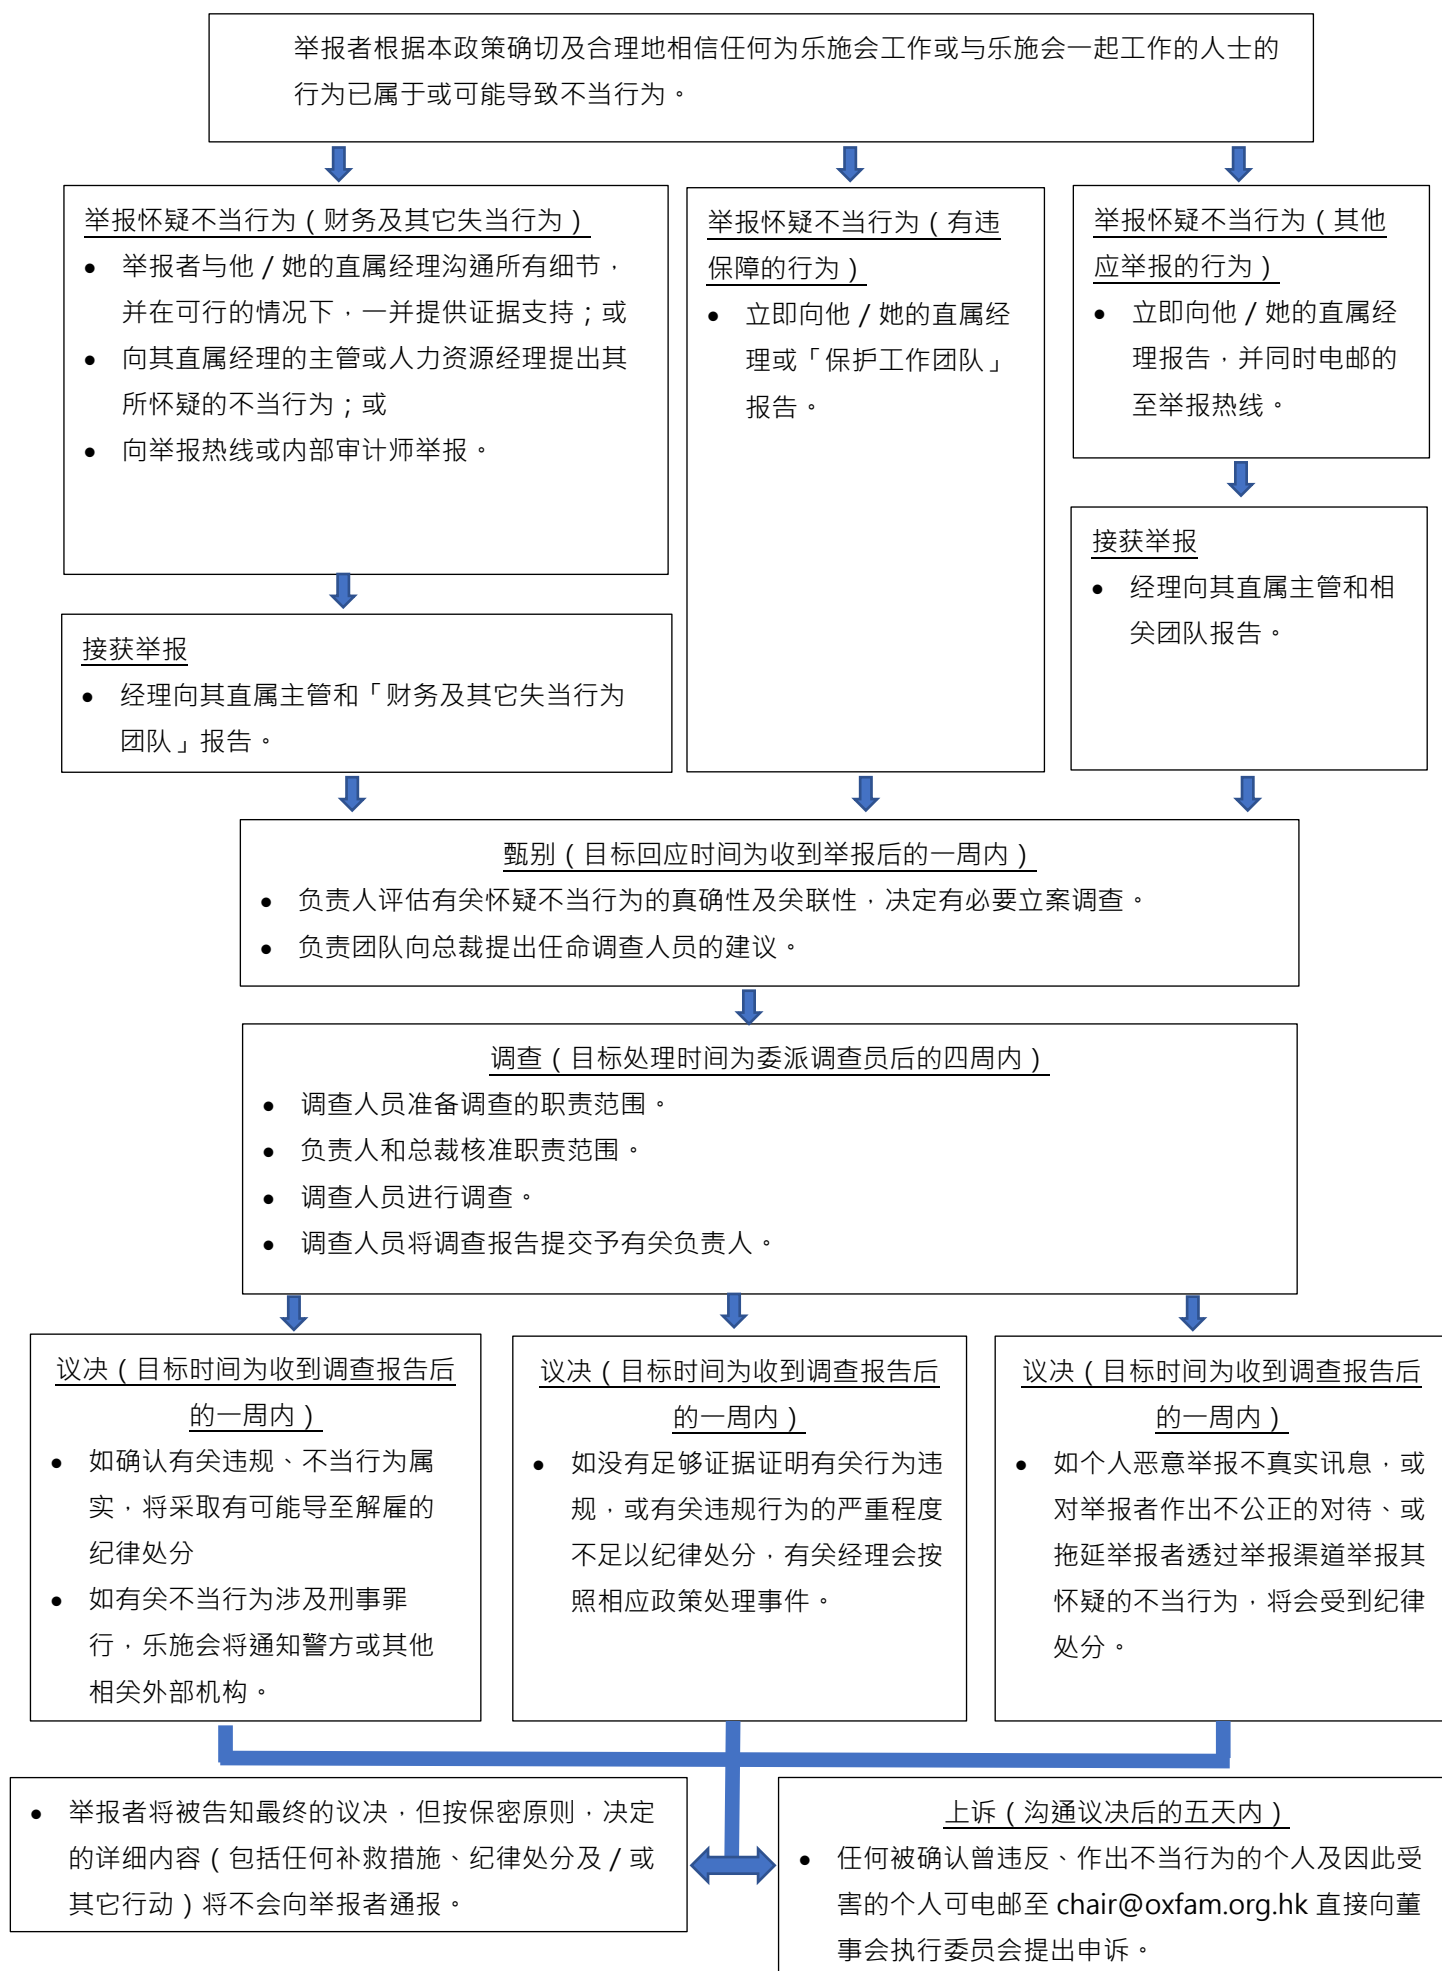 举报者根据本政策确切及合理地相信任何为乐施会工作或与乐施会一起工作的人士的
行为已属于或可能导致不当行为。
举报怀疑不当行为（财务及其它失当行为）
● 举报者与他 / 她的直属经理沟通所有细节，
并在可行的情况下，一并提供证据支持；或
● 向其直属经理的主管或人力资源经理提出其
所怀疑的不当行为；或
● 向举报热线或内部审计师举报。
举报怀疑不当行为（有违
保障的行为）
● 立即向他 / 她的直属经
理或「保护工作团队」
报告。
举报怀疑不当行为（其他
应举报的行为）
● 立即向他 / 她的直属经
理报告，并同时电邮的
至举报热线。
接获举报
● 经理向其直属主管和「财务及其它失当行为
团队」报告。
接获举报
● 经理向其直属主管和相
关团队报告。
甄别（目标回应时间为收到举报后的一周内）
● 负责人评估有关怀疑不当行为的真确性及关联性，决定有必要立案调查。
● 负责团队向总裁提出任命调查人员的建议。
调查（目标处理时间为委派调查员后的四周内）
● 调查人员准备调查的职责范围。
● 负责人和总裁核准职责范围。
● 调查人员进行调查。
● 调查人员将调查报告提交予有关负责人。
议决（目标时间为收到调查报告后
的一周内）
● 如确认有关违规、不当行为属
实，将采取有可能导至解雇的
纪律处分
● 如有关不当行为涉及刑事罪
行，乐施会将通知警方或其他
相关外部机构。
议决（目标时间为收到调查报告后
的一周内）
● 如没有足够证据证明有关行为违
规，或有关违规行为的严重程度
不足以纪律处分，有关经理会按
照相应政策处理事件。
议决（目标时间为收到调查报告后
的一周内）
● 如个人恶意举报不真实讯息，或
对举报者作出不公正的对待、或
拖延举报者透过举报渠道举报其
怀疑的不当行为，将会受到纪律
处分。
● 举报者将被告知最终的议决，但按保密原则，决定
的详细内容（包括任何补救措施、纪律处分及 / 或
其它行动）将不会向举报者通报。
上诉（沟通议决后的五天内）
● 任何被确认曾违反、作出不当行为的个人及因此受
害的个人可电邮至 chair@oxfam.org.hk 直接向董
事会执行委员会提出申诉。